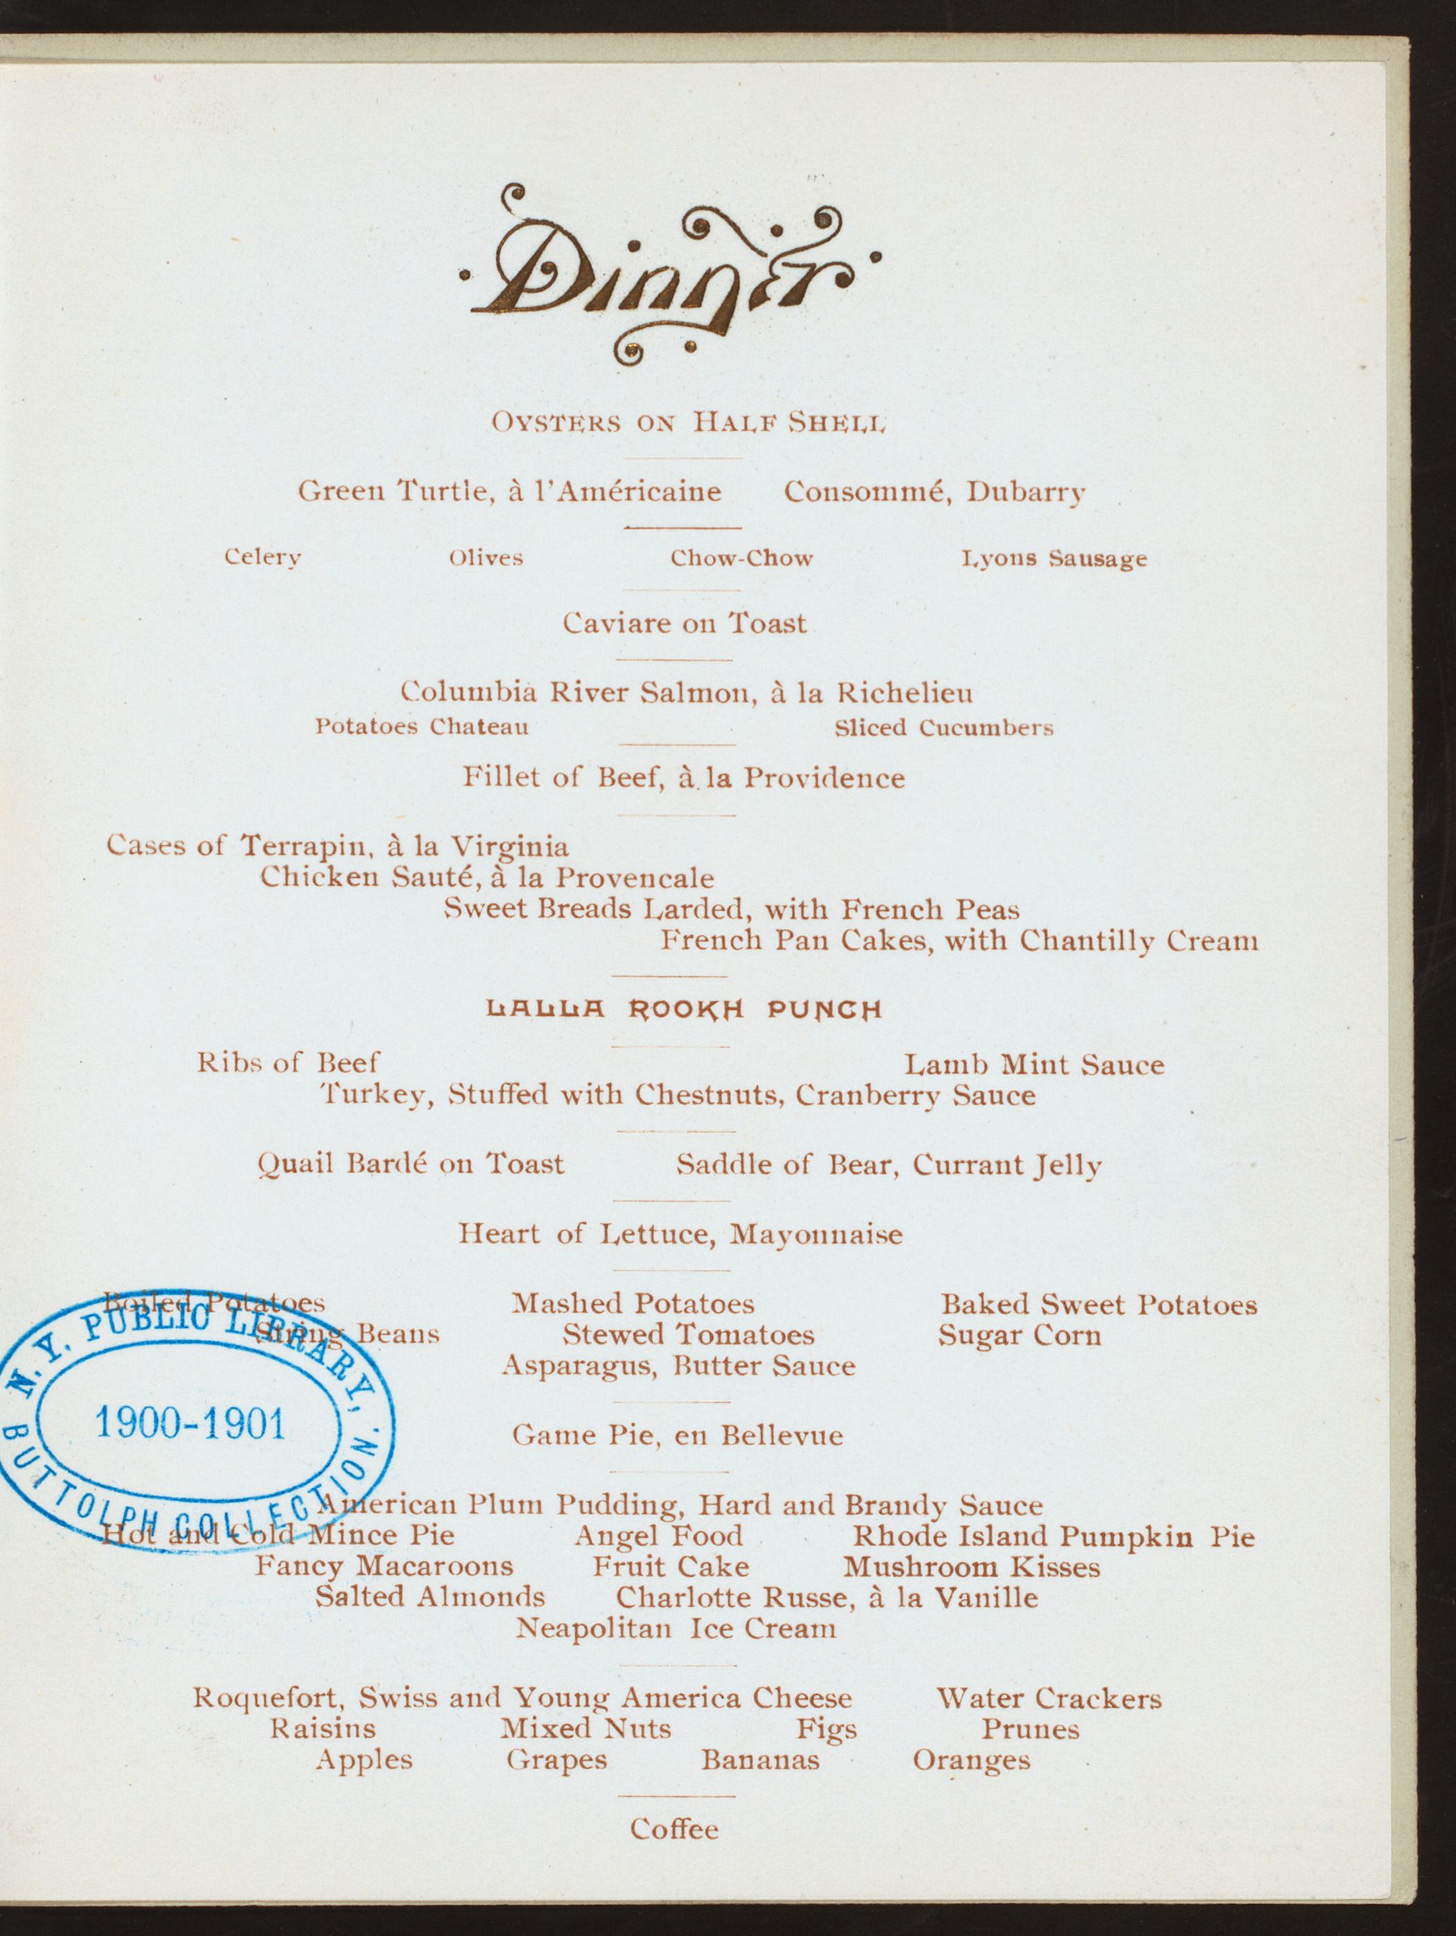 Dinner
OYSTERS ON HALF SHELL
Green Turtle, à l'Américaine Consommé, Dubarry
Celery Olives Chow-Chow Lyons Sausage
Caviare on Toast
Columbia River Salmon, à la Richelieu
Potatoes Chateau Sliced Cucumbers
Fillet of Beef, à la Providence
Cases of Terrapin, à la Virginia
Chicken Sauté, à la Provencale
Sweet Breads Larded, with French Peas
French Pan Cakes, with Chantilly Cream
LALLA ROOKH PUNCH
Ribs of Beef Lamb Mint Sauce
Turkey, Stuffed with Chestnuts, Cranberry Sauce
Quail Bardé on Toast Saddle of Bear, Currant Jelly
Heart of Lettuce, Mayonnaise
Boiled Potatoes Mashed Potatoes Baked Sweet Potatoes
String Beans Stewed Tomatoes Sugar Corn
Asparagus, Butter Sauce
N. Y. PUBLIC LIBRARY,
1900-1901
BUTTOLPH COLLECTION.
Game Pie, en Bellevue
American Plum Pudding, Hard and Brandy Sauce
Hot and Cold Mince Pie Angel Food Rhode Island Pumpkin Pie
Fancy Macaroons Fruit Cake Mushroom Kisses
Salted Almonds Charlotte Russe, à la Vanille
Neapolitan Ice Cream
Roquefort, Swiss and Young America Cheese Water Crackers
Raisins Mixed Nuts Figs Prunes
Apples Grapes Bananas Oranges
Coffee